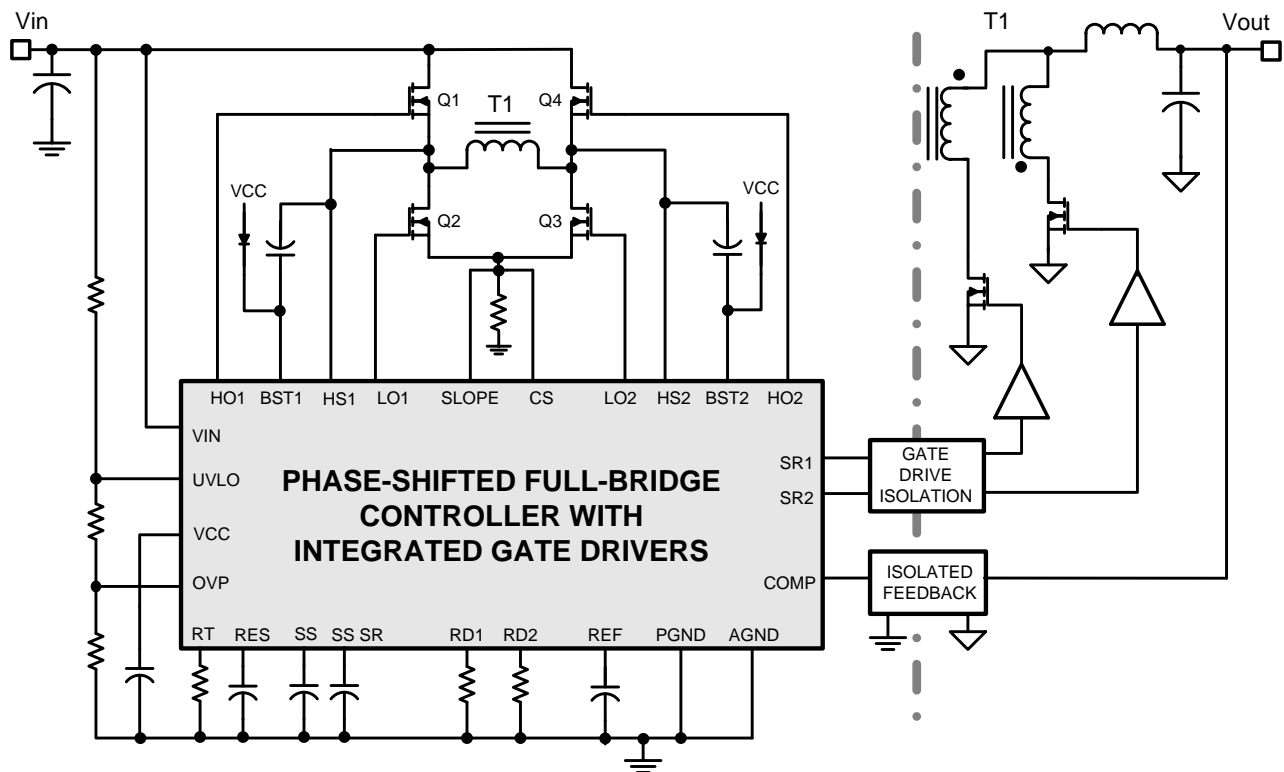 Vin
T1
Vout
Q1
T1
Q4
VCC
Q2
Q3
VCC
HO1
BST1
HS1
LO1
SLOPE
CS
LO2
HS2
BST2
HO2
VIN
UVLO
VCC
OVP
PHASE-SHIFTED FULL-BRIDGE
CONTROLLER WITH
INTEGRATED GATE DRIVERS
SR1
SR2
COMP
GATE
DRIVE
ISOLATION
ISOLATED
FEEDBACK
RT
RES
SS
SS SR
RD1
RD2
REF
PGND
AGND